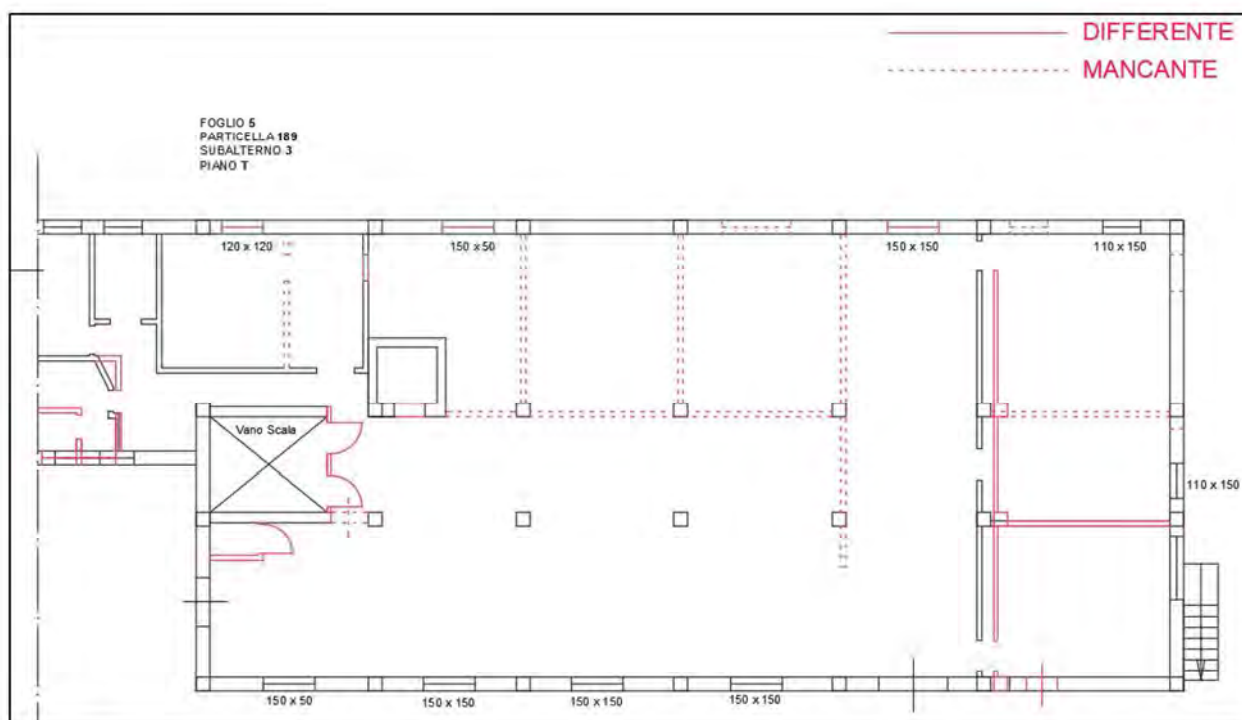 DIFFERENTE
MANCANTE
FOGLIO 5
PARTICELLA 189
SUBALTERNO 3
PIANO T
120 x 120
150 x 50
150 x 150
110 x 150
Vano Scala
110 x 150
150 x 50
150 x 150
150 x 150
150 x 150